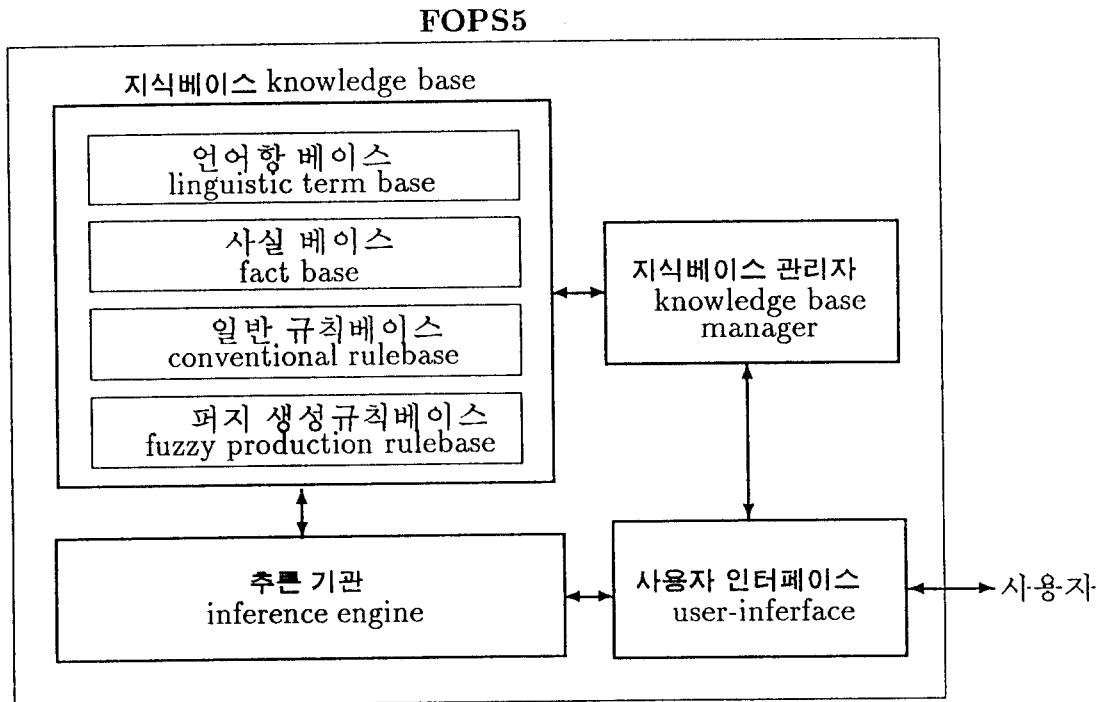 FOPS5
지식베이스 knowledge base
언어항 베이스
linguistic term base
사실 베이스
fact base
일반 규칙베이스
conventional rulebase
퍼지 생성규칙베이스
fuzzy production rulebase
지식베이스 관리자
knowledge base
manager
추론 기관
inference engine
사용자 인터페이스
user-inferface
사용자